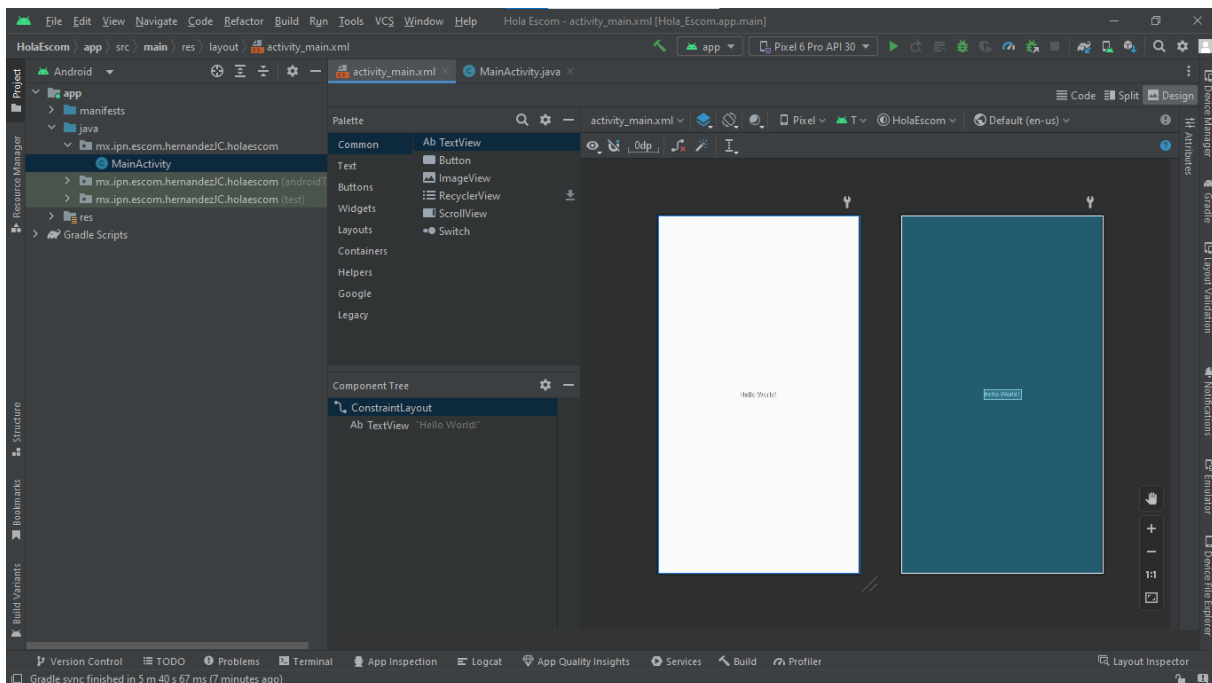 File Edit View Navigate Code Refactor Build Run Tools VCS Window Help Hola Escom - activity_main.xml [Hola_Escom.app.main]
HolaEscom app src main res layout activity_main.xml app Pixel 6 Pro API 30
Project
Resource Manager
Structure
Bookmarks
Build Variants
Android
app
manifests
java
mx.ipn.escom.hernandezJC.holaescom
MainActivity
mx.ipn.escom.hernandezJC.holaescom (androidT
mx.ipn.escom.hernandezJC.holaescom (test)
res
Gradle Scripts
activity_main.xml MainActivity.java
Code Split Design
Palette
Common
Text
Buttons
Widgets
Layouts
Containers
Helpers
Google
Legacy
Ab TextView
Button
ImageView
RecyclerView
ScrollView
Switch
Component Tree
ConstraintLayout
Ab TextView "Hello World!"
activity_main.xml Pixel T HolaEscom Default (en-us)
0dp
Hello World!
Hello World!
1:1
Attributes
Device Manager
Gradle
Layout Validation
Notifications
Emulator
Device File Explorer
Version Control TODO Problems Terminal App Inspection Logcat App Quality Insights Services Build Profiler Layout Inspector
Gradle sync finished in 5 m 40 s 67 ms (7 minutes ago)